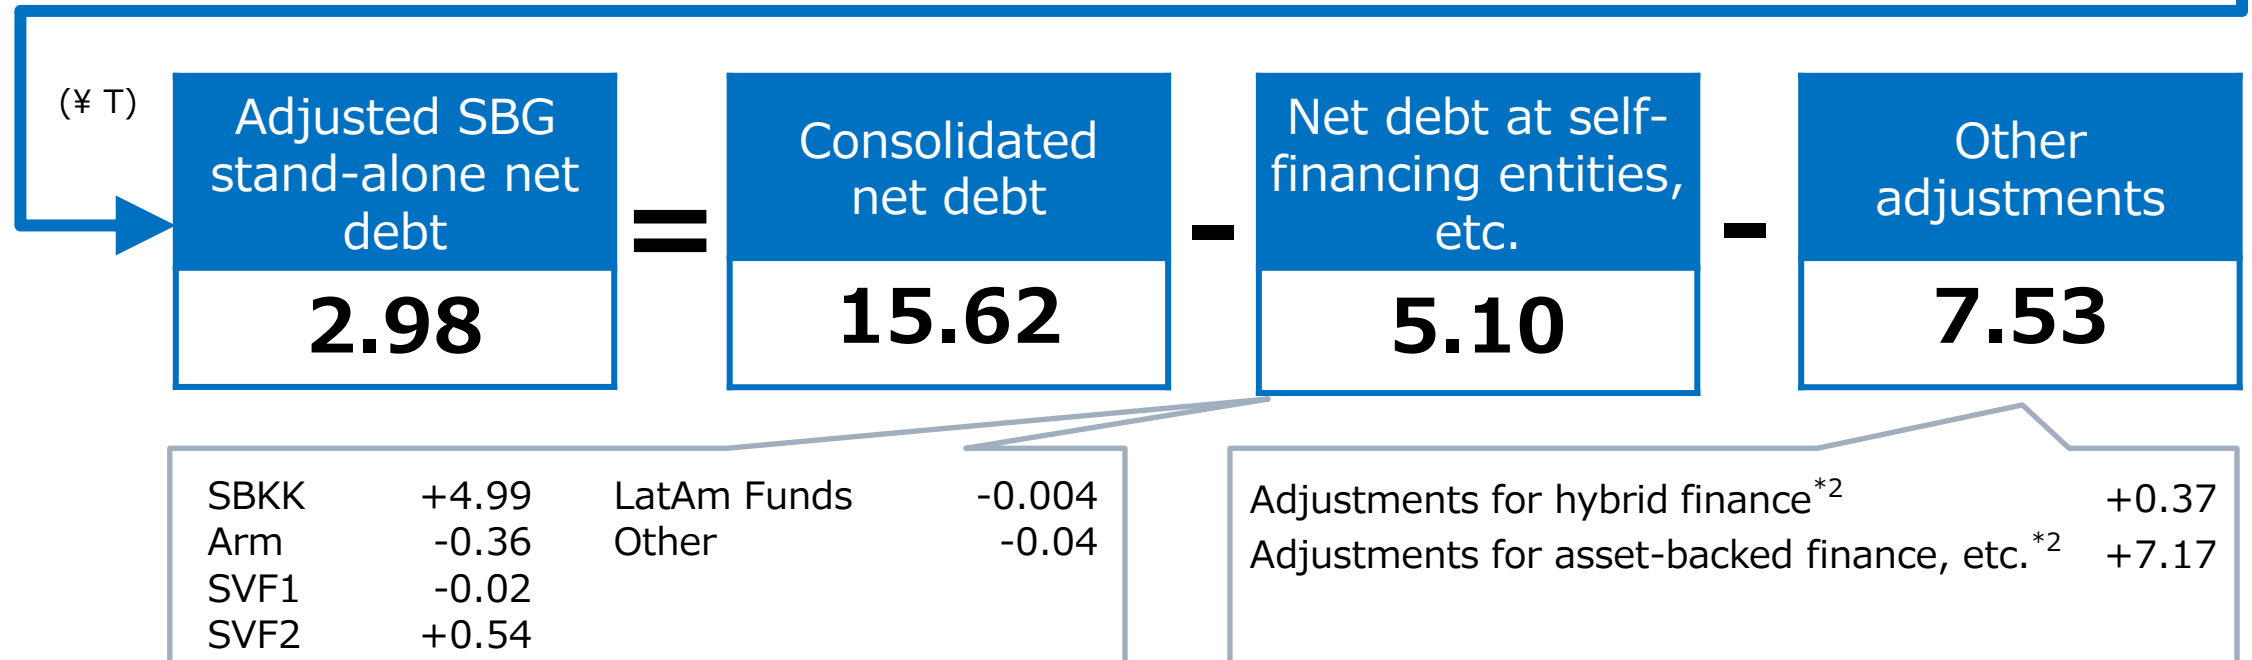 (¥ T)
Adjusted SBG
stand-alone net
debt
2.98
=
Consolidated
net debt
15.62
-
Net debt at self-
financing entities,
etc.
5.10
-
Other
adjustments
7.53
SBKK +4.99 LatAm Funds -0.004
Arm -0.36 Other -0.04
SVF1 -0.02
SVF2 +0.54
Adjustments for hybrid finance*2 +0.37
Adjustments for asset-backed finance, etc.*2 +7.17